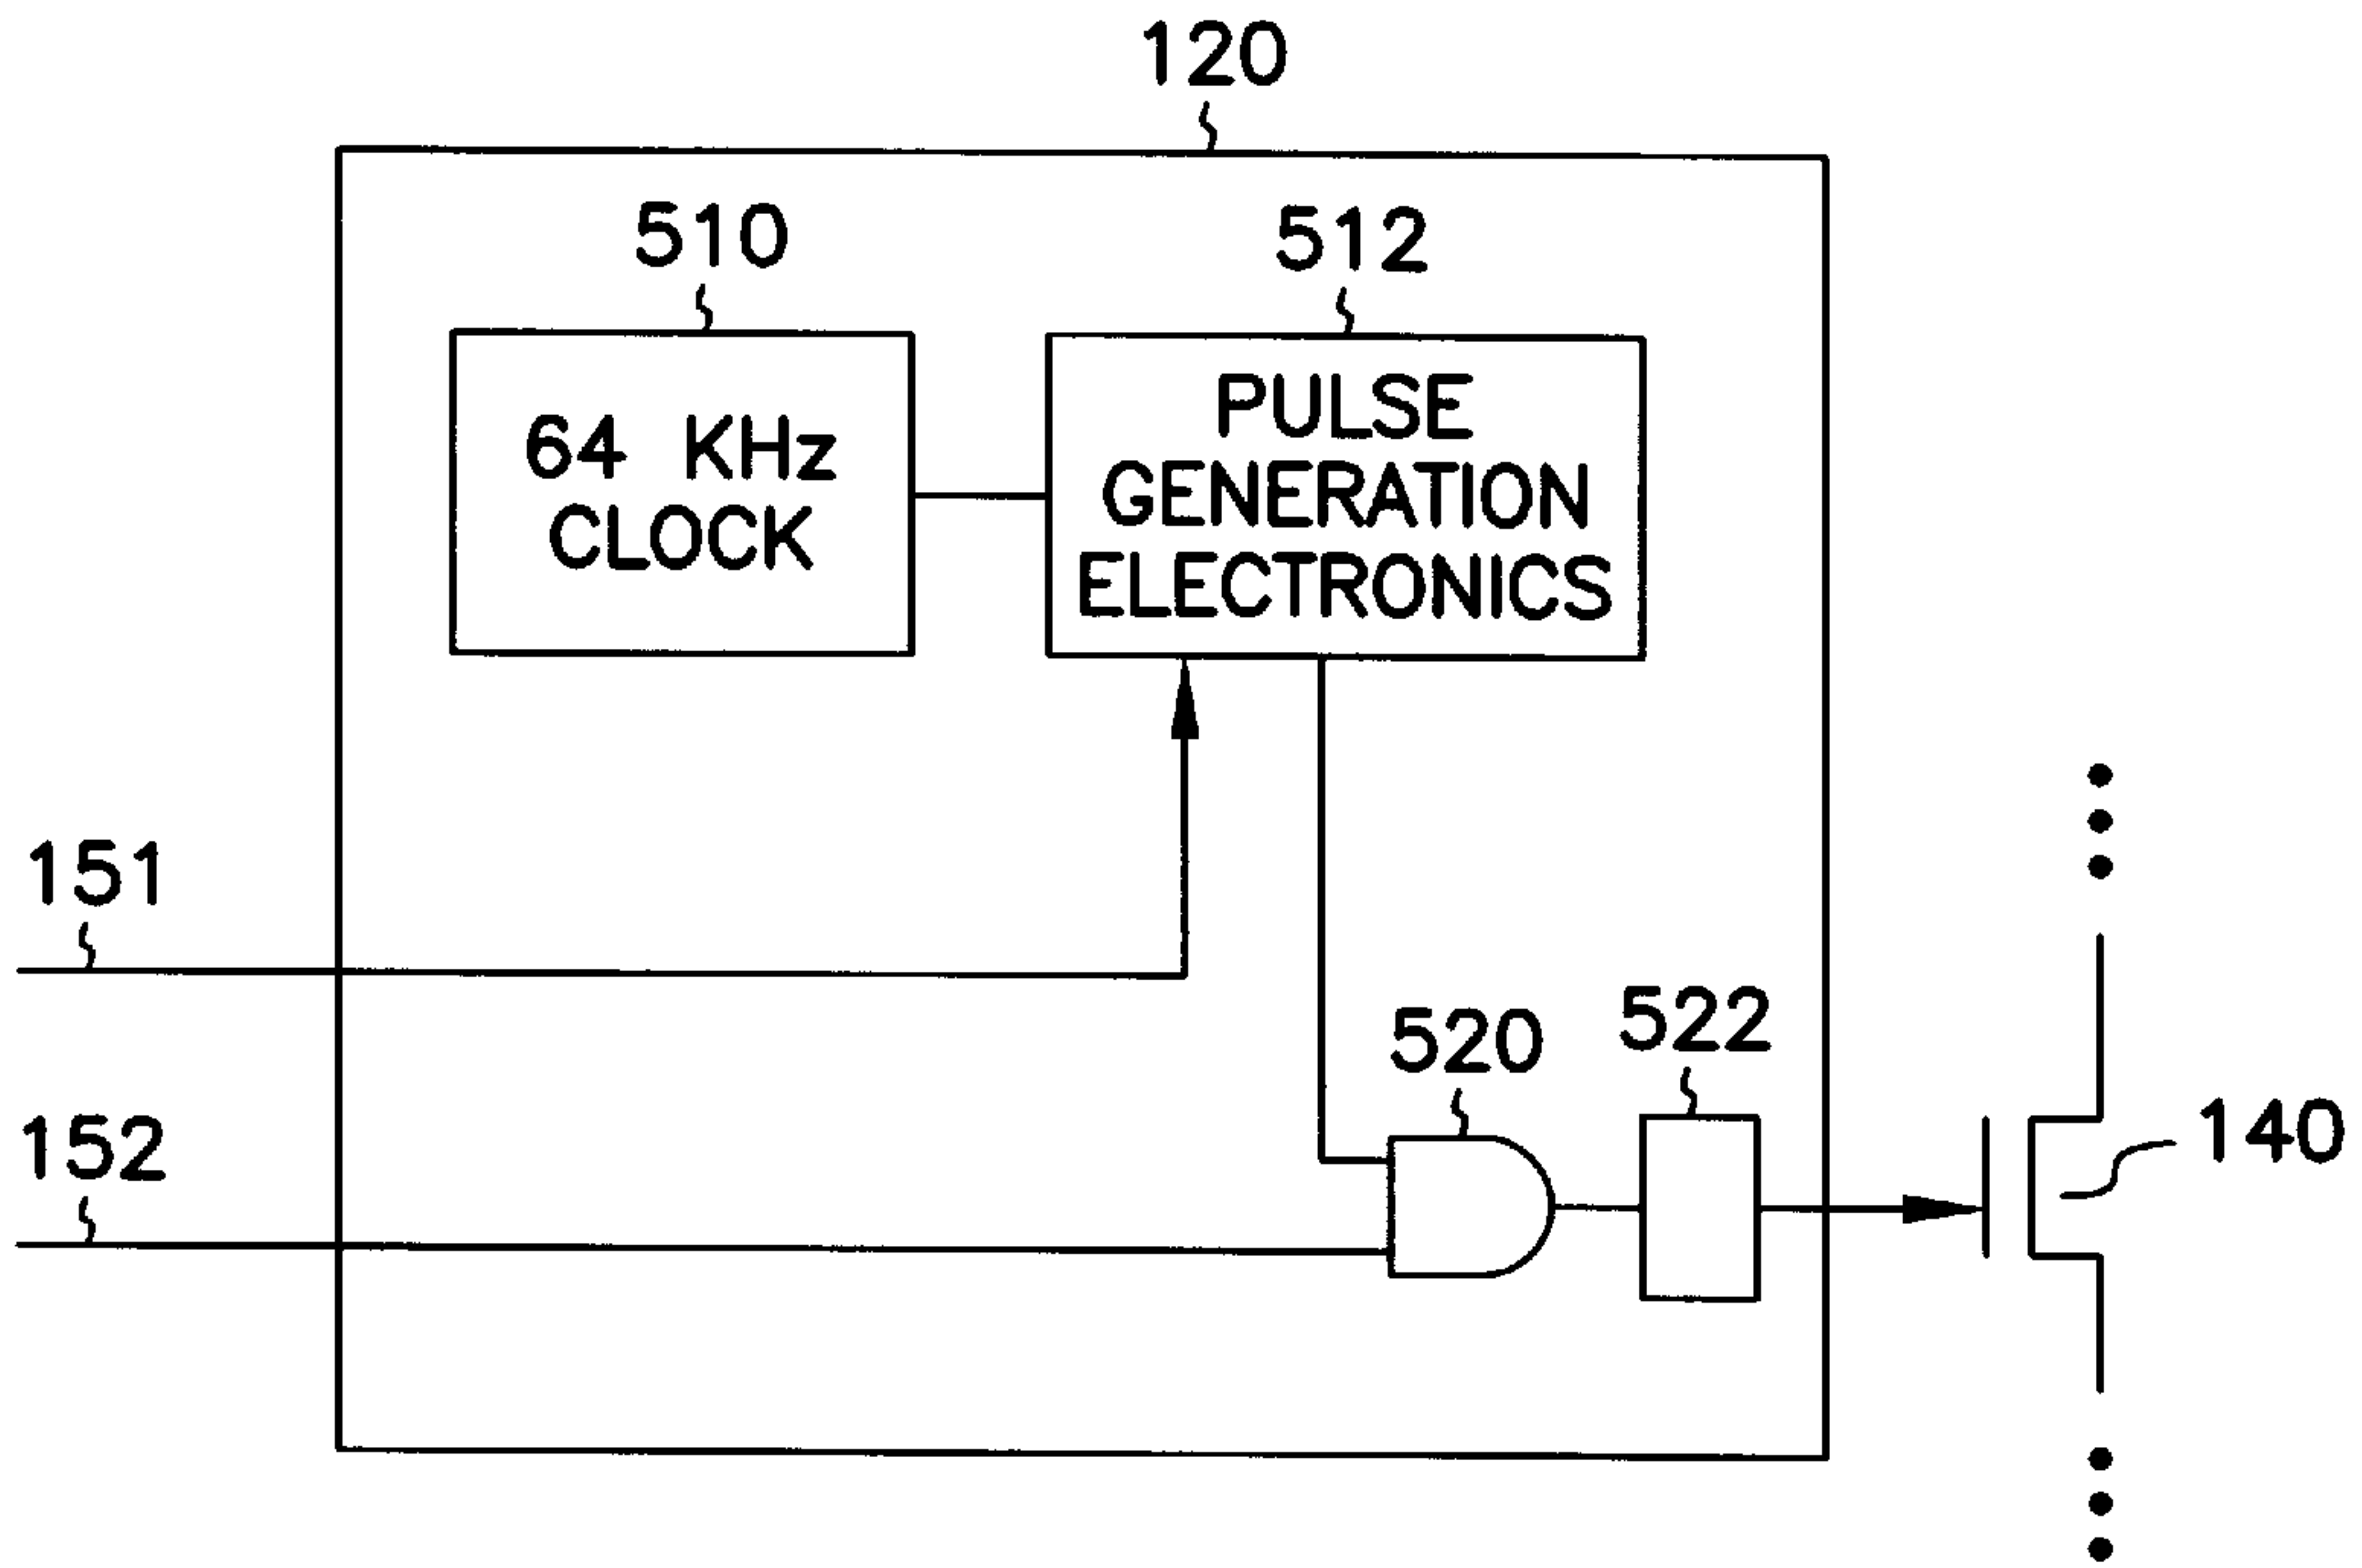 120
510
512
64 KHz
CLOCK
PULSE
GENERATION
ELECTRONICS
151
520
522
152
140